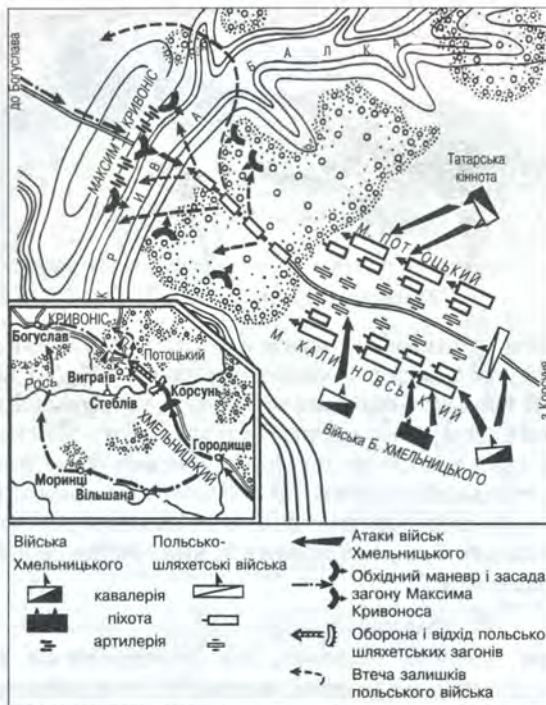 до Богуслава
МАКСИМ КРИВОНІС
КРИВА
БАЛКА
Татарська
кіннота
М. ПОТОЦЬКИЙ
М. КАЛИНОВСЬКИЙ
Війська Б. ХМЕЛЬНИЦЬКОГО
з Корсуня
КРИВОНІС
Богуслав
Потоцький
Рось
Виграїв
Корсунь
Стеблів
ХМЕЛЬНИЦЬКИЙ
Городище
Моринці
Вільшана
Війська
Хмельницького
Польсько-
шляхетські війська
кавалерія
піхота
артилерія
Атаки військ
Хмельницького
Обхідний маневр і засада
загону Максима
Кривоноса
Оборона і відхід польсько
шляхетських загонів
Втеча залишків
польського війська